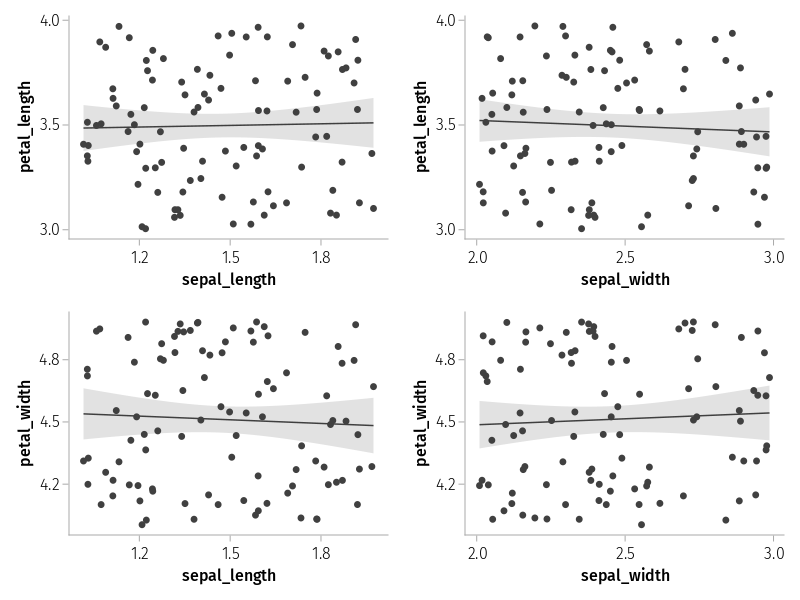 4.0
3.5
3.0
petal_length
1.2 1.5 1.8
sepal_length
4.0
3.5
3.0
petal_length
2.0 2.5 3.0
sepal_width
4.8
4.5
4.2
petal_width
1.2 1.5 1.8
sepal_length
4.8
4.5
4.2
petal_width
2.0 2.5 3.0
sepal_width